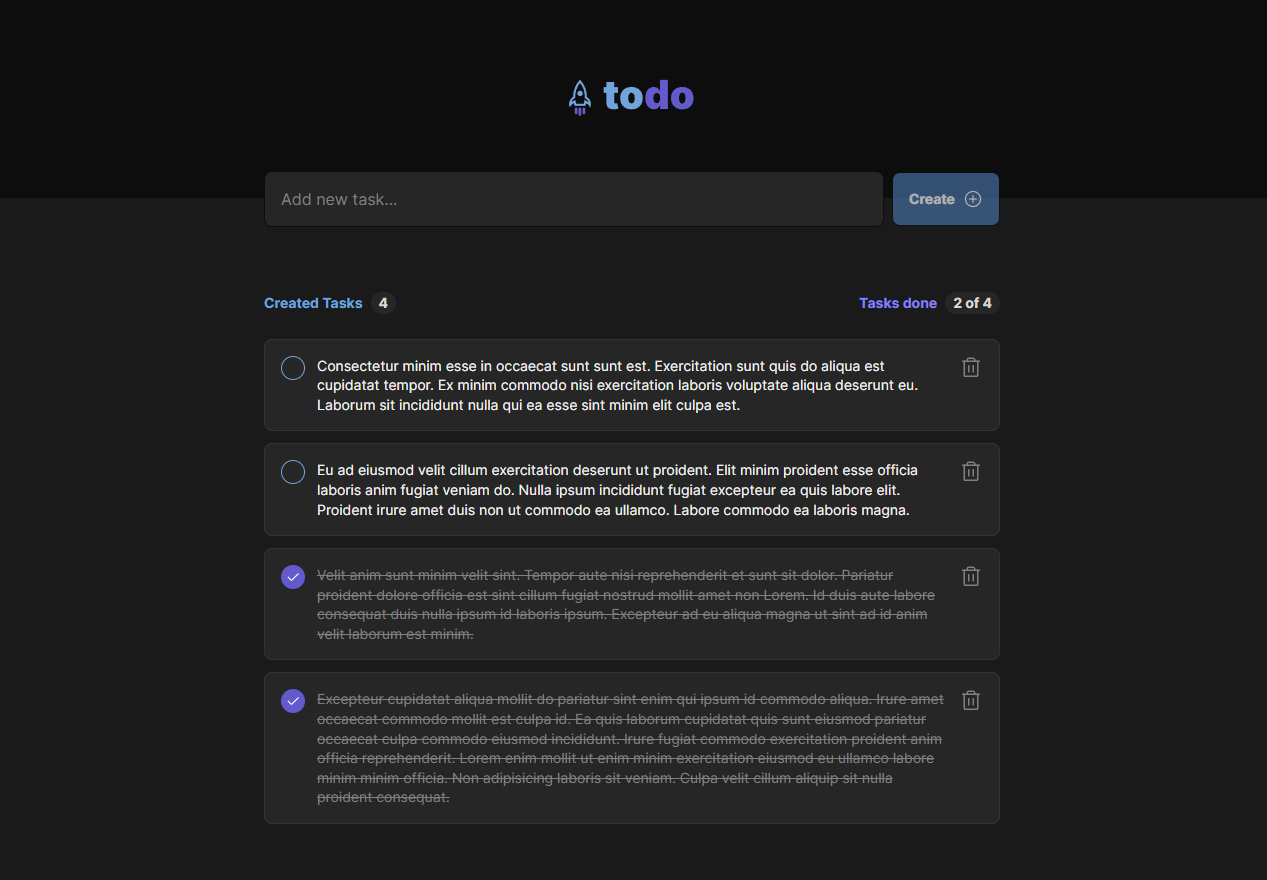 todo
Add new task...
Create
Created Tasks 4
Tasks done 2 of 4
Consectetur minim esse in occaecat sunt sunt est. Exercitation sunt quis do aliqua est
cupidatat tempor. Ex minim commodo nisi exercitation laboris voluptate aliqua deserunt eu.
Laborum sit incididunt nulla qui ea esse sint minim elit culpa est.
Eu ad eiusmod velit cillum exercitation deserunt ut proident. Elit minim proident esse officia
laboris anim fugiat veniam do. Nulla ipsum incididunt fugiat excepteur ea quis labore elit.
Proident irure amet duis non ut commodo ea ullamco. Labore commodo ea laboris magna.
Velit anim sunt minim velit sint. Tempor aute nisi reprehenderit et sunt sit dolor. Pariatur
proident dolore officia est sint cillum fugiat nostrud mollit amet non Lorem. Id duis aute labore
consequat duis nulla ipsum id laboris ipsum. Excepteur ad eu aliqua magna ut sint ad id anim
velit laborum est minim.
Excepteur cupidatat aliqua mollit do pariatur sint enim qui ipsum id commodo aliqua. Irure amet
occaecat commodo mollit est culpa id. Ea quis laborum cupidatat quis sunt eiusmod pariatur
occaecat culpa commodo eiusmod incididunt. Irure fugiat commodo exercitation proident anim
officia reprehenderit. Lorem enim mollit ut enim minim exercitation eiusmod eu ullamco labore
minim minim officia. Non adipisicing laboris sit veniam. Culpa velit cillum aliquip sit nulla
proident consequat.